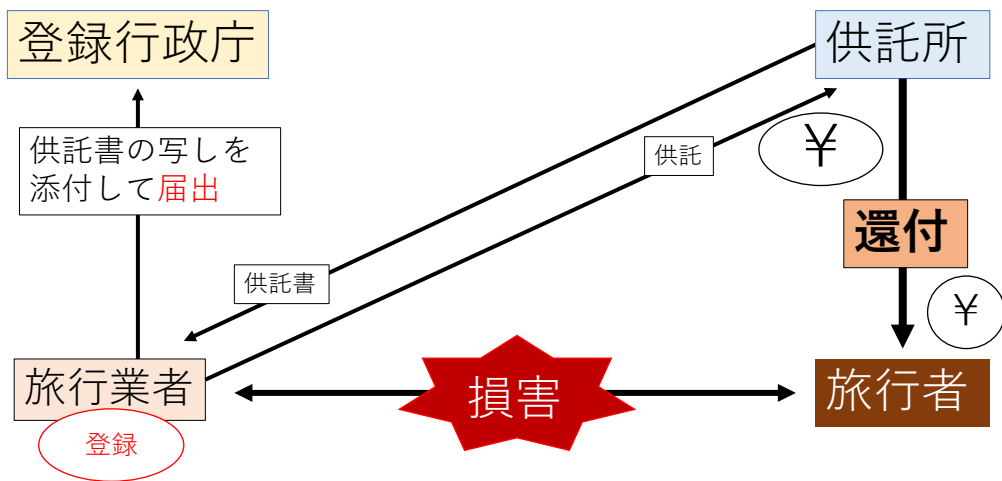 登録行政庁
供託所
供託書の写しを
添付して届出
供託
¥
還付
供託書
¥
旅行業者
損害
旅行者
登録